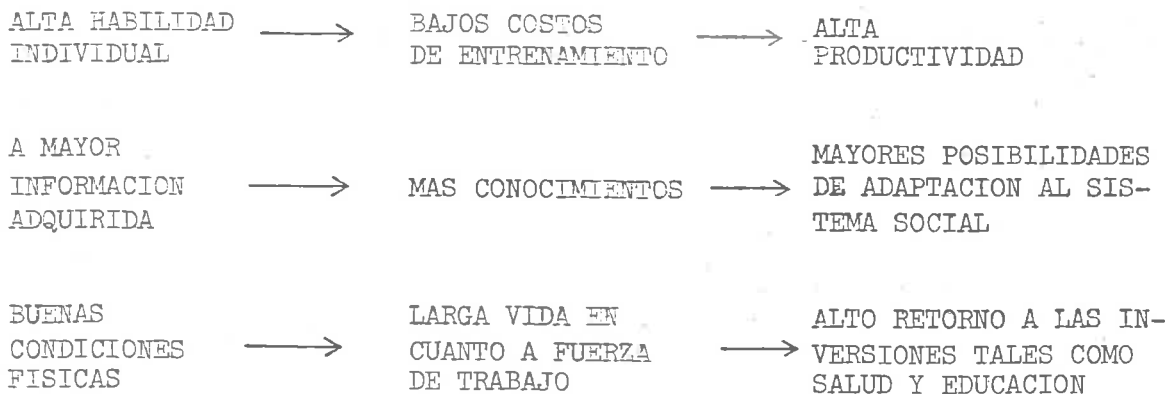 ALTA HABILIDAD
INDIVIDUAL
BAJOS COSTOS
DE ENTRENAMIENTO
ALTA
PRODUCTIVIDAD
A MAYOR
INFORMACION
ADQUIRIDA
MAS CONOCIMIENTOS
MAYORES POSIBILIDADES
DE ADAPTACION AL SIS-
TEMA SOCIAL
BUENAS
CONDICIONES
FISICAS
LARGA VIDA EN
CUANTO A FUERZA
DE TRABAJO
ALTO RETORNO A LAS IN-
VERSIONES TALES COMO
SALUD Y EDUCACION